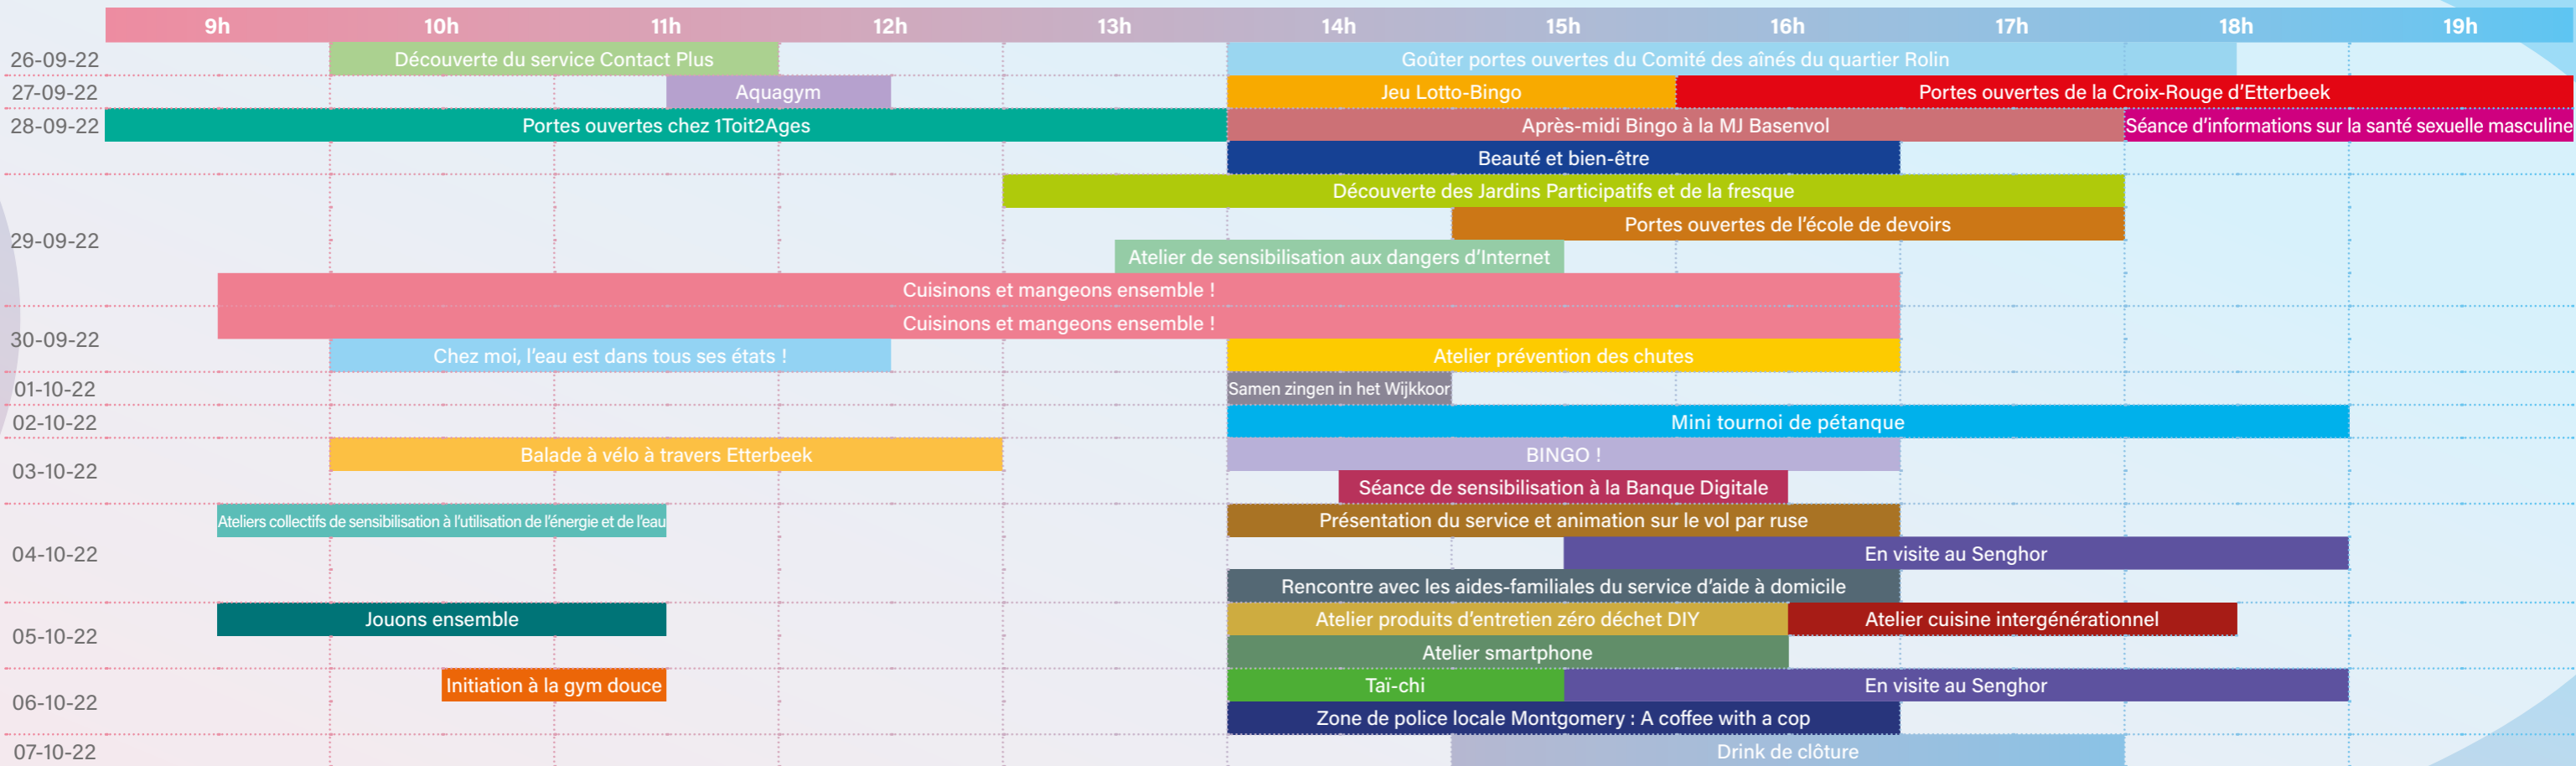 9h 10h 11h 12h 13h 14h 15h 16h 17h 18h 19h
26-09-22 Découverte du service Contact Plus Goûter portes ouvertes du Comité des aînés du quartier Rolin
27-09-22 Aquagym Jeu Lotto-Bingo Portes ouvertes de la Croix-Rouge d'Etterbeek
28-09-22 Portes ouvertes chez 1Toit2Ages Après-midi Bingo à la MJ Basenvol Séance d'informations sur la santé sexuelle masculine
Beauté et bien-être
Découverte des Jardins Participatifs et de la fresque
Portes ouvertes de l'école de devoirs
29-09-22
Atelier de sensibilisation aux dangers d'Internet
Cuisinons et mangeons ensemble !
Cuisinons et mangeons ensemble !
30-09-22
Chez moi, l'eau est dans tous ses états ! Atelier prévention des chutes
01-10-22 Samen zingen in het Wijkkoor
02-10-22 Mini tournoi de pétanque
Balade à vélo à travers Etterbeek BINGO !
03-10-22
Séance de sensibilisation à la Banque Digitale
Ateliers collectifs de sensibilisation à l'utilisation de l'énergie et de l'eau Présentation du service et animation sur le vol par ruse
04-10-22 En visite au Senghor
Rencontre avec les aides-familiales du service d'aide à domicile
Jouons ensemble Atelier produits d'entretien zéro déchet DIY Atelier cuisine intergénérationnel
05-10-22
Atelier smartphone
Initiation à la gym douce Taï-chi En visite au Senghor
06-10-22
Zone de police locale Montgomery : A coffee with a cop
07-10-22 Drink de clôture